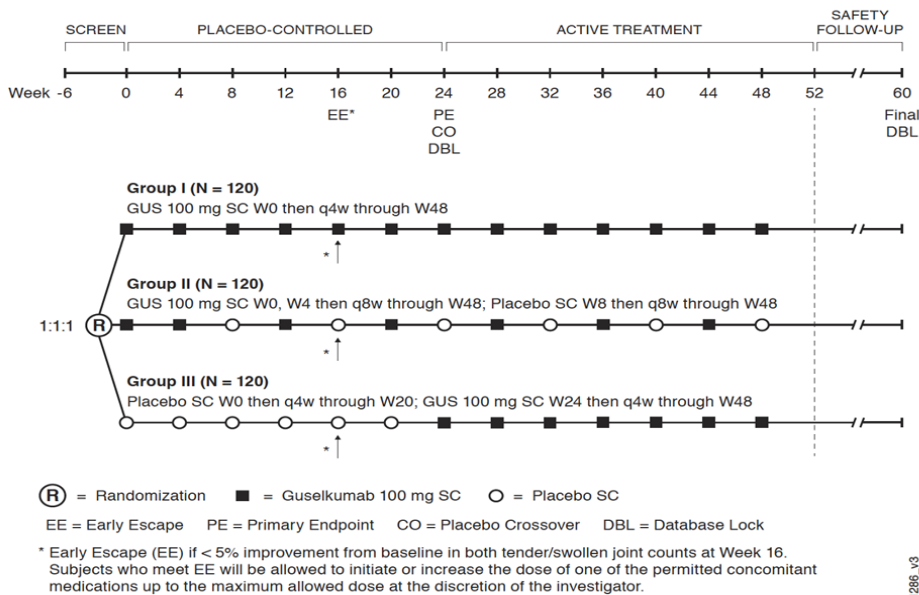 SCREEN PLACEBO-CONTROLLED ACTIVE TREATMENT SAFETY
FOLLOW-UP
Week -6 0 4 8 12 16 20 24 28 32 36 40 44 48 52 60
EE* PE Final
CO DBL
DBL
Group I (N = 120)
GUS 100 mg SC W0 then q4w through W48
*
Group II (N = 120)
GUS 100 mg SC W0, W4 then q8w through W48; Placebo SC W8 then q8w through W48
1:1:1 R
*
Group III (N = 120)
Placebo SC W0 then q4w through W20; GUS 100 mg SC W24 then q4w through W48
*
R = Randomization = Guselkumab 100 mg SC = Placebo SC
EE = Early Escape PE = Primary Endpoint CO = Placebo Crossover DBL = Database Lock
* Early Escape (EE) if < 5% improvement from baseline in both tender/swollen joint counts at Week 16.
Subjects who meet EE will be allowed to initiate or increase the dose of one of the permitted concomitant
medications up to the maximum allowed dose at the discretion of the investigator.
286_v3